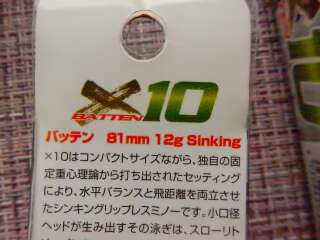 ×10
BATTEN
バッテン 81mm 12g Sinking
×10はコンパクトサイズながら、独自の固
定重心理論から打ち出されたセッティング
により、水平バランスと飛距離を両立させ
たシンキングリップレスミノーです。小口径
ヘッドが生み出すその泳ぎは、スローリト